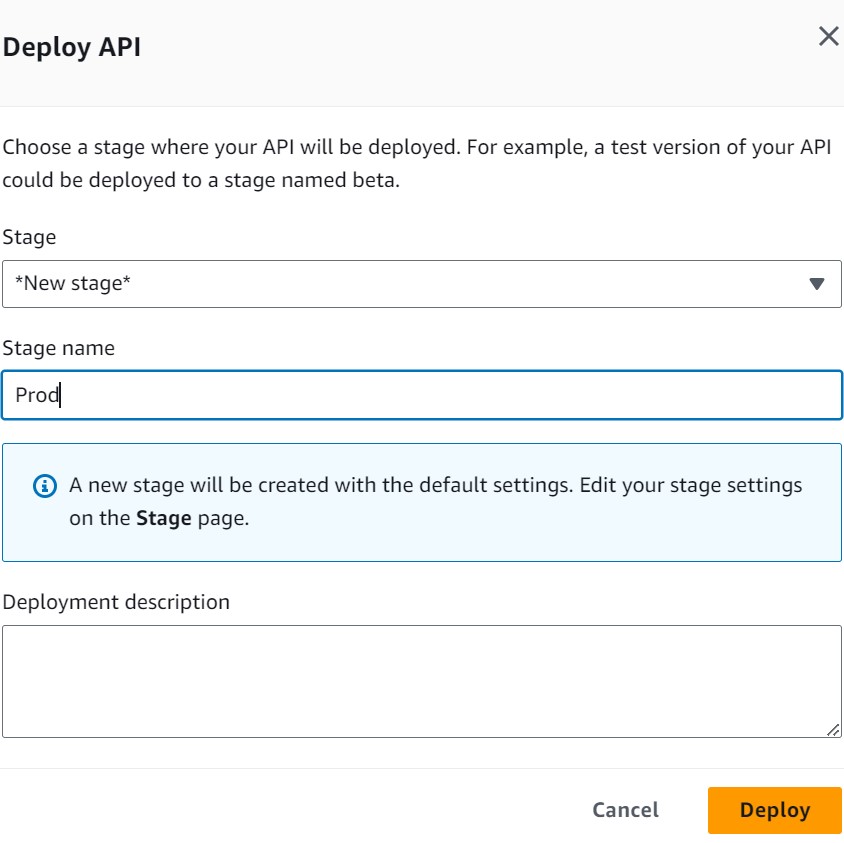 Deploy API
Choose a stage where your API will be deployed. For example, a test version of your API
could be deployed to a stage named beta.
Stage
*New stage*
Stage name
Prod
A new stage will be created with the default settings. Edit your stage settings
on the Stage page.
Deployment description
Cancel
Deploy